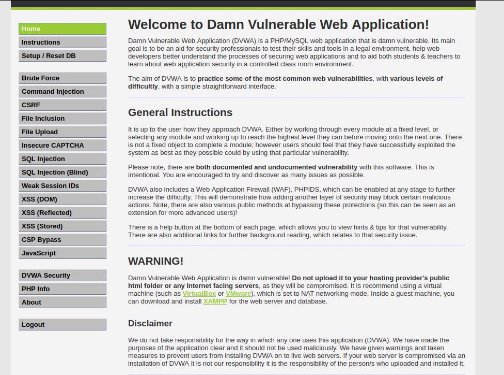 Home
Instructions
Setup / Reset DB
Brute Force
Command Injection
CSRF
File Inclusion
File Upload
Insecure CAPTCHA
SQL Injection
SQL Injection (Blind)
Weak Session IDs
XSS (DOM)
XSS (Reflected)
XSS (Stored)
CSP Bypass
JavaScript
DVWA Security
PHP Info
About
Logout
Welcome to Damn Vulnerable Web Application!
Damn Vulnerable Web Application (DVWA) is a PHP/MySQL web application that is damn vulnerable. Its main
goal is to be an aid for security professionals to test their skills and tools in a legal environment, help web
developers better understand the processes of securing web applications and to aid both students & teachers to
learn about web application security in a controlled class room environment.
The aim of DVWA is to practice some of the most common web vulnerabilities, with various levels of
difficultly, with a simple straightforward interface.
General Instructions
It is up to the user how they approach DVWA. Either by working through every module at a fixed level, or
selecting any module and working up to reach the highest level they can before moving onto the next one. There
is not a fixed object to complete a module; however users should feel that they have successfully exploited the
system as best as they possible could by using that particular vulnerability.
Please note, there are both documented and undocumented vulnerability with this software. This is
intentional. You are encouraged to try and discover as many issues as possible.
DVWA also includes a Web Application Firewall (WAF), PHPIDS, which can be enabled at any stage to further
increase the difficulty. This will demonstrate how adding another layer of security may block certain malicious
actions. Note, there are also various public methods at bypassing these protections (so this can be seen as an
extension for more advanced users)!
There is a help button at the bottom of each page, which allows you to view hints & tips for that vulnerability.
There are also additional links for further background reading, which relates to that security issue.
WARNING!
Damn Vulnerable Web Application is damn vulnerable! Do not upload it to your hosting provider's public
html folder or any Internet facing servers, as they will be compromised. It is recommend using a virtual
machine (such as VirtualBox or VMware), which is set to NAT networking mode. Inside a guest machine, you
can download and install XAMPP for the web server and database.
Disclaimer
We do not take responsibility for the way in which any one uses this application (DVWA). We have made the
purposes of the application clear and it should not be used maliciously. We have given warnings and taken
measures to prevent users from installing DVWA on to live web servers. If your web server is compromised via an
installation of DVWA it is not our responsibility it is the responsibility of the person/s who uploaded and installed it.